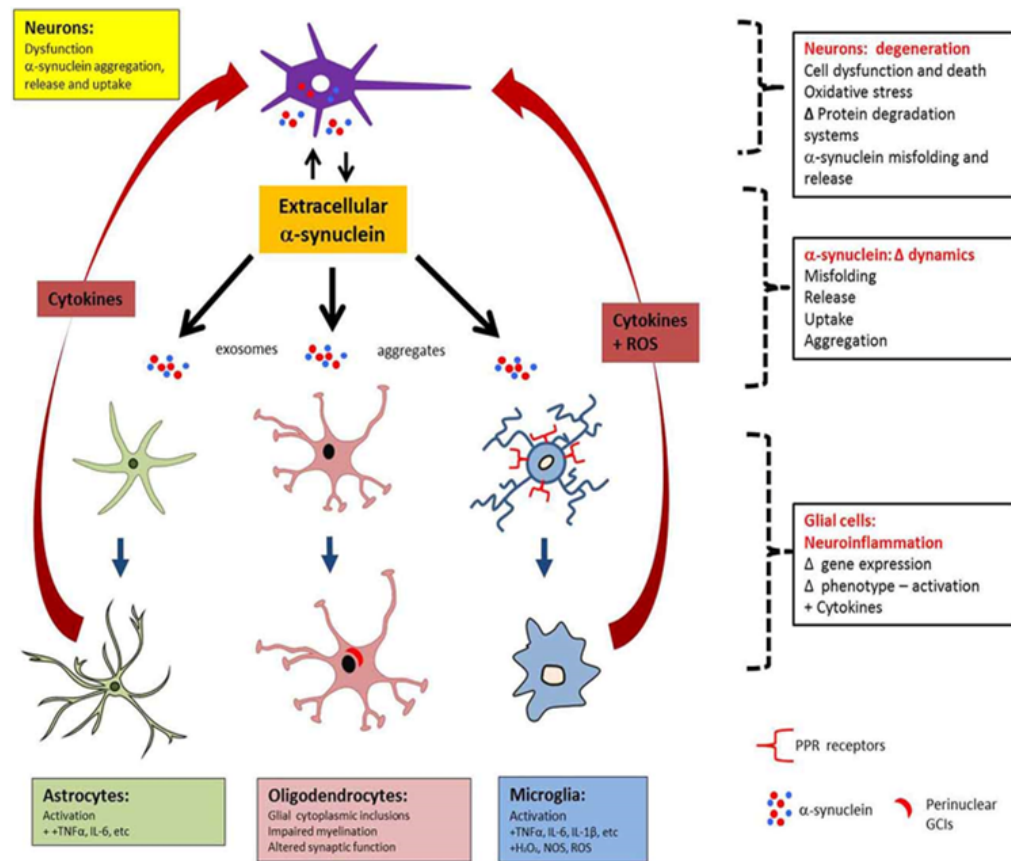 Neurons:
Dysfunction
α-synuclein aggregation,
release and uptake
Extracellular
α-synuclein
Cytokines
Cytokines
+ ROS
exosomes
aggregates
Astrocytes:
Activation
+ +TNFα, IL-6, etc
Oligodendrocytes:
Glial cytoplasmic inclusions
Impaired myelination
Altered synaptic function
Microglia:
Activation
+TNFα, IL-6, IL-1β, etc
NOS, ROS
Neurons: degeneration
Cell dysfunction and death
Oxidative stress
Δ Protein degradation
systems
α-synuclein misfolding and
release
α-synuclein: Δ dynamics
Misfolding
Release
Uptake
Aggregation
Glial cells:
Neuroinflammation
Δ gene expression
Δ phenotype – activation
+ Cytokines
PPR receptors
α-synuclein
Perinuclear
GCIs